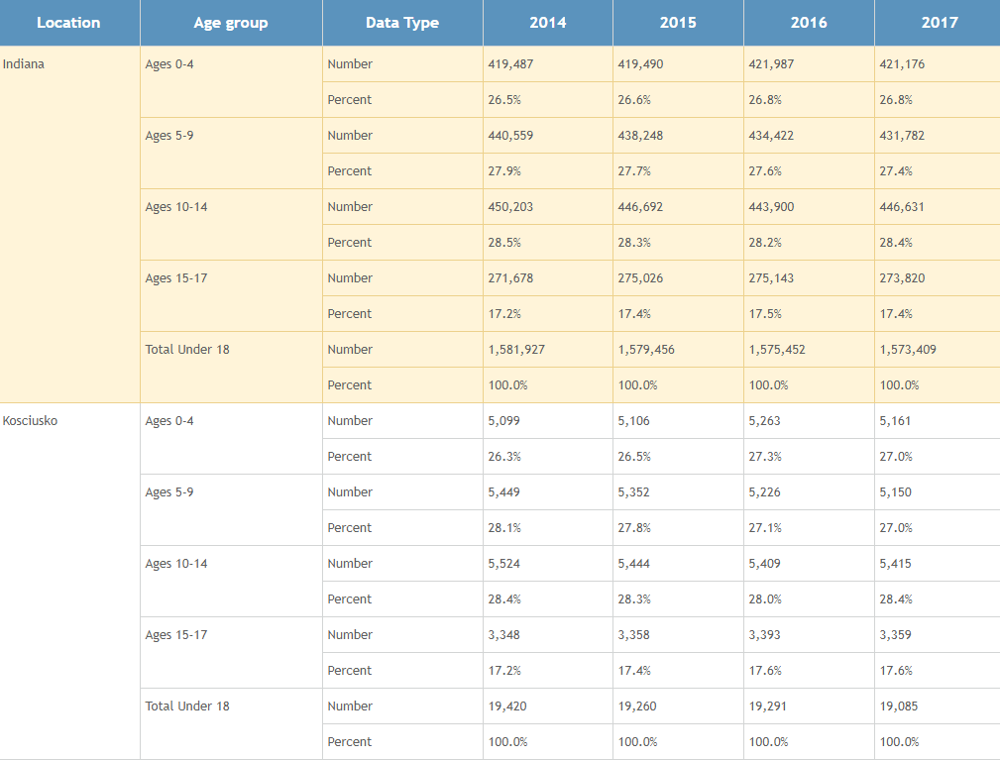 Location Age group Data Type 2014 2015 2016 2017
Indiana Ages 0-4 Number 419,487 419,490 421,987 421,176
Percent 26.5% 26.6% 26.8% 26.8%
Ages 5-9 Number 440,559 438,248 434,422 431,782
Percent 27.9% 27.7% 27.6% 27.4%
Ages 10-14 Number 450,203 446,692 443,900 446,631
Percent 28.5% 28.3% 28.2% 28.4%
Ages 15-17 Number 271,678 275,026 275,143 273,820
Percent 17.2% 17.4% 17.5% 17.4%
Total Under 18 Number 1,581,927 1,579,456 1,575,452 1,573,409
Percent 100.0% 100.0% 100.0% 100.0%
Kosciusko Ages 0-4 Number 5,099 5,106 5,263 5,161
Percent 26.3% 26.5% 27.3% 27.0%
Ages 5-9 Number 5,449 5,352 5,226 5,150
Percent 28.1% 27.8% 27.1% 27.0%
Ages 10-14 Number 5,524 5,444 5,409 5,415
Percent 28.4% 28.3% 28.0% 28.4%
Ages 15-17 Number 3,348 3,358 3,393 3,359
Percent 17.2% 17.4% 17.6% 17.6%
Total Under 18 Number 19,420 19,260 19,291 19,085
Percent 100.0% 100.0% 100.0% 100.0%